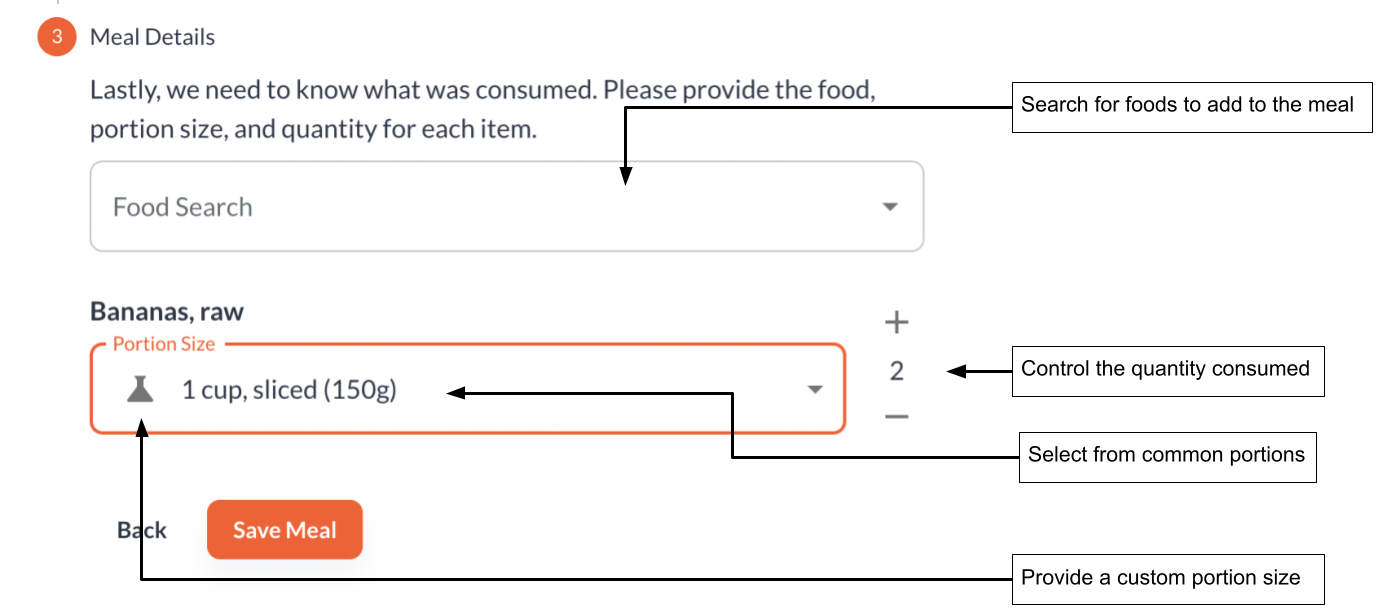 3 Meal Details
Lastly, we need to know what was consumed. Please provide the food,
portion size, and quantity for each item.
Search for foods to add to the meal
Food Search
Bananas, raw
Portion Size
1 cup, sliced (150g)
2
Control the quantity consumed
Select from common portions
Back Save Meal
Provide a custom portion size